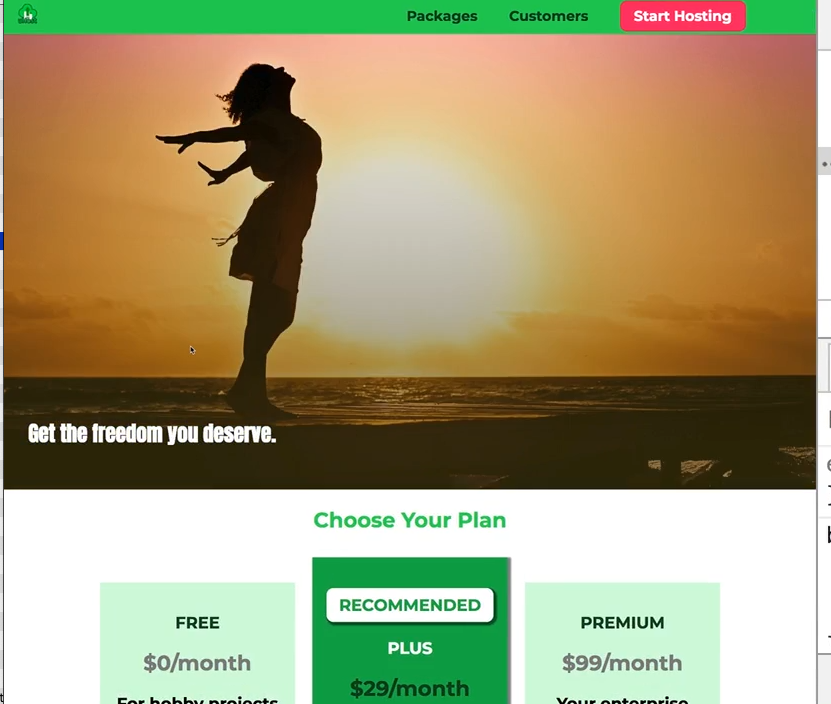 Packages Customers Start Hosting
Get the freedom you deserve.
Choose Your Plan
RECOMMENDED
FREE
PLUS
PREMIUM
$0/month
$29/month
$99/month
For hobby projects
Your enterprise